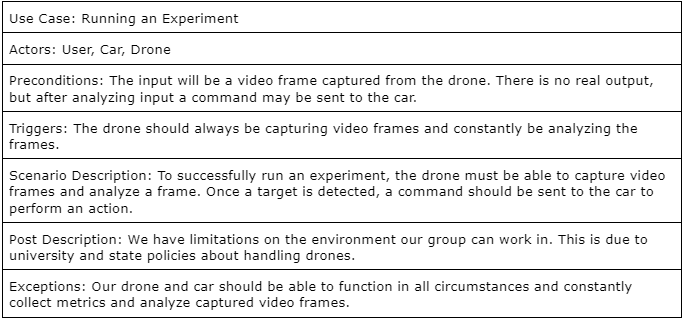 Use Case: Running an Experiment
Actors: User, Car, Drone
Preconditions: The input will be a video frame captured from the drone. There is no real output,
but after analyzing input a command may be sent to the car.
Triggers: The drone should always be capturing video frames and constantly be analyzing the
frames.
Scenario Description: To successfully run an experiment, the drone must be able to capture video
frames and analyze a frame. Once a target is detected, a command should be sent to the car to
perform an action.
Post Description: We have limitations on the environment our group can work in. This is due to
university and state policies about handling drones.
Exceptions: Our drone and car should be able to function in all circumstances and constantly
collect metrics and analyze captured video frames.